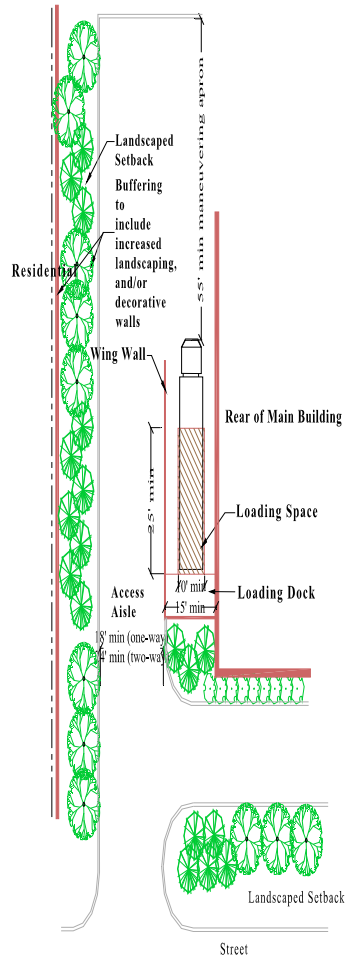 55' min maneuvering apron
Landscaped
Setback
Buffering
to
include
increased
landscaping,
and/or
decorative
walls
Residential
Wing Wall
Rear of Main Building
25' min
Loading Space
10' min
Loading Dock
15' min
Access
Aisle
18' min (one-way
24' min (two-way)
Landscaped Setback
Street